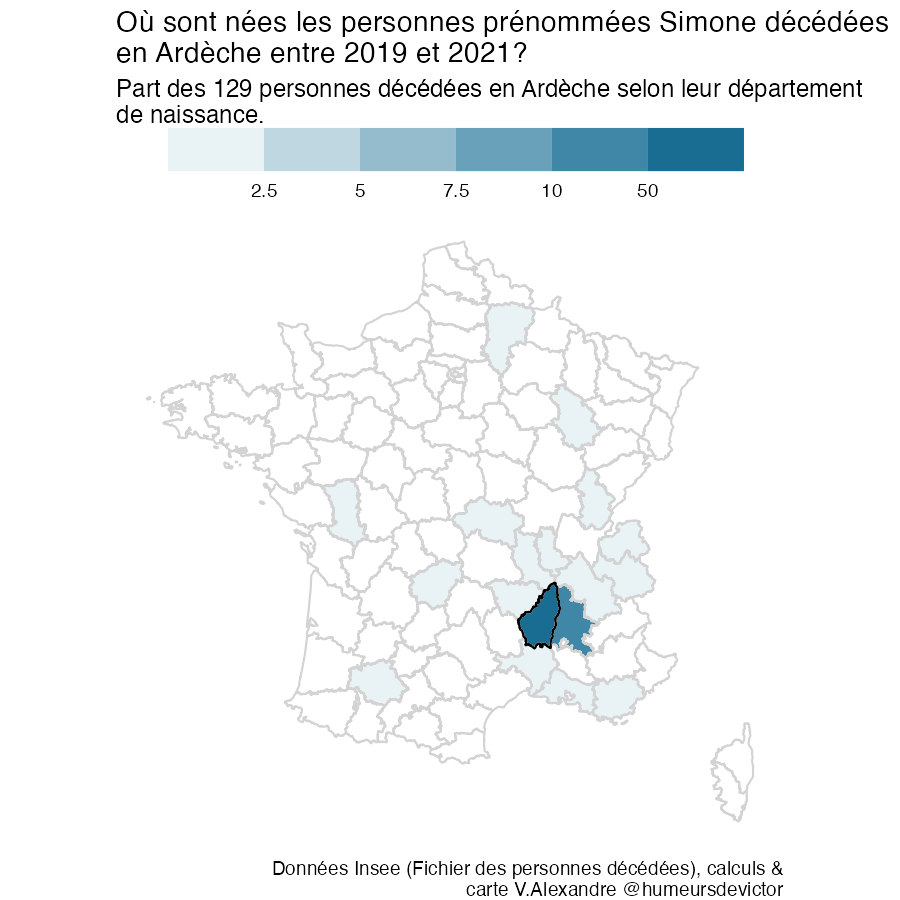 Où sont nées les personnes prénommées Simone décédées
en Ardèche entre 2019 et 2021?
Part des 129 personnes décédées en Ardèche selon leur département
de naissance.
2.5 5 7.5 10 50
Données Insee (Fichier des personnes décédées), calculs &
carte V.Alexandre @humeursdevictor